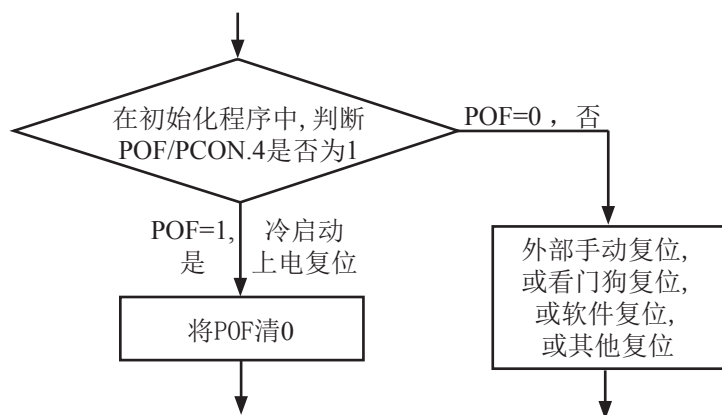 在初始化程序中,判断
POF/PCON.4是否为1
POF=0 ，否
POF=1,
是
冷启动
上电复位
将POF清0
外部手动复位,
或看门狗复位,
或软件复位,
或其他复位